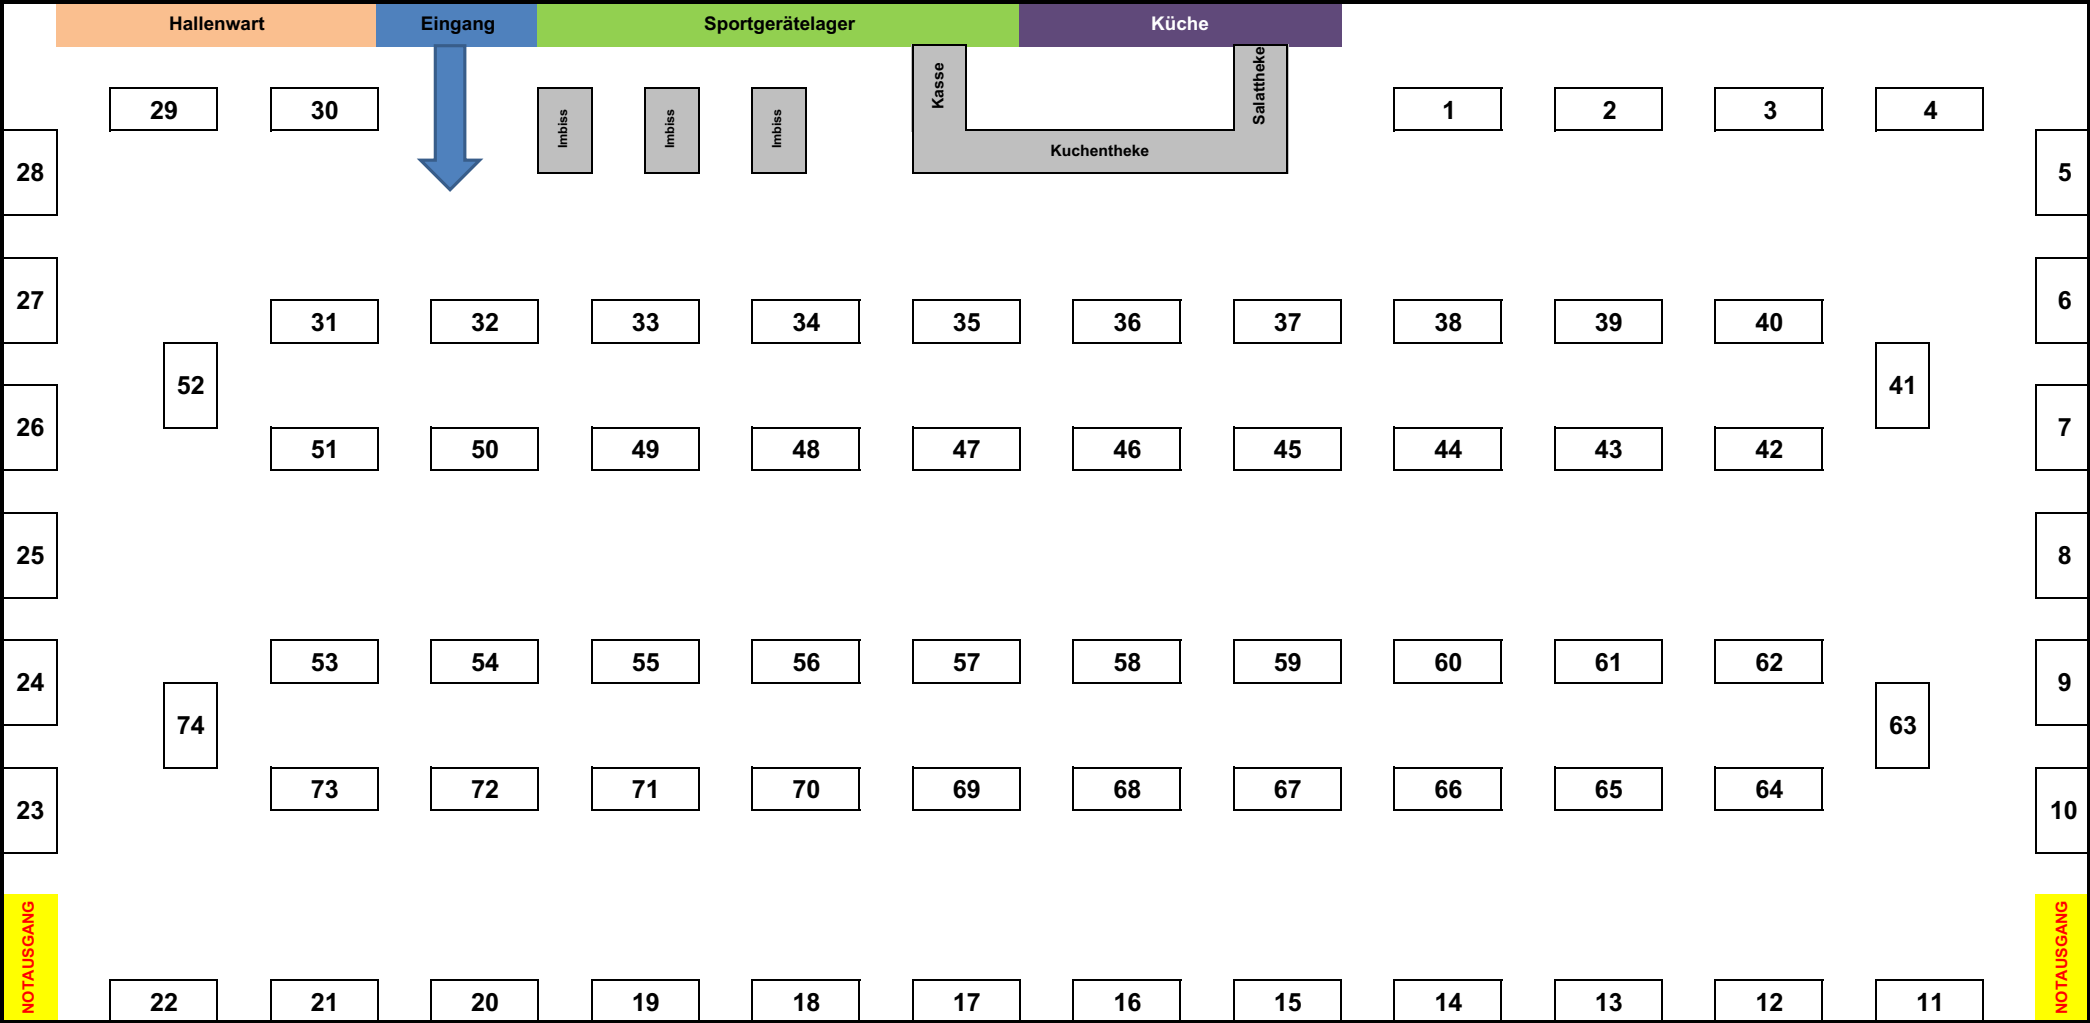 Hallenwart Eingang Sportgerätelager Küche
Kasse Salattheke
29 30 Imbiss Imbiss Imbiss 1 2 3 4
Kuchentheke
28 5
27 6
31 32 33 34 35 36 37 38 39 40
52 41
26 7
51 50 49 48 47 46 45 44 43 42
25 8
53 54 55 56 57 58 59 60 61 62
24 9
74 63
73 72 71 70 69 68 67 66 65 64
23 10
NOTAUSGANG NOTAUSGANG
22 21 20 19 18 17 16 15 14 13 12 11